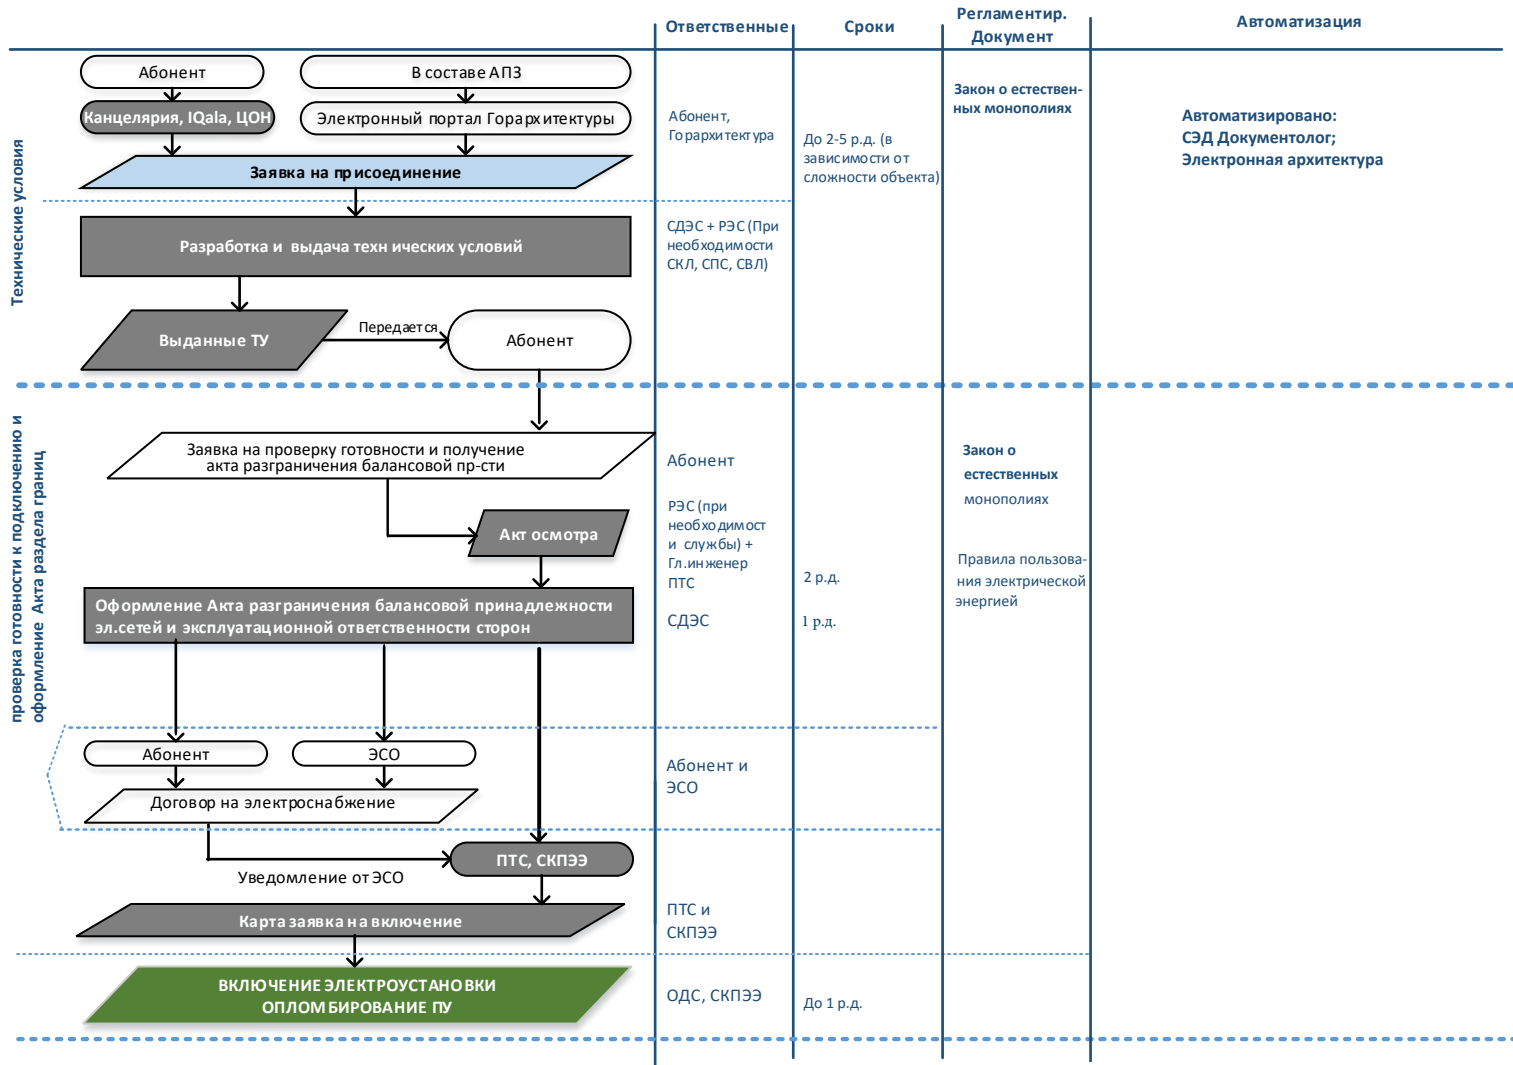 Ответственные
Сроки
Регламентир.
Документ
Автоматизация
Технические условия
Абонент
В составе АПЗ
Канцелярия, IQala, ЦОН
Электронный портал Горархитектуры
Заявка на присоединение
Абонент,
Горархитектура
До 2-5 р.д. (в
зависимости от
сложности объекта)
Закон о естествен-
ных монополиях
Автоматизировано:
СЭД Документолог;
Электронная архитектура
Разработка и выдача технических условий
СДЭС + РЭС (При
необходимости
СКЛ, СПС, СВЛ)
Выданные ТУ
Передается
Абонент
проверка готовности к подключению и
оформление Акта раздела границ
Заявка на проверку готовности и получение
акта разграничения балансовой пр-сти
Абонент
Закон о
естественных
монополиях
Акт осмотра
РЭС (при
необходимост
и службы) +
Гл.инженер
ПТС
2 р.д.
Правила пользова-
ния электрической
энергией
Оформление Акта разграничения балансовой принадлежности
эл.сетей и эксплуатационной ответственности сторон
СДЭС
1 р.д.
Абонент
ЭСО
Договор на электроснабжение
Абонент и
ЭСО
ПТС, СКПЭЭ
Уведомление от ЭСО
Карта заявка на включение
ПТС и
СКПЭЭ
ВКЛЮЧЕНИЕ ЭЛЕКТРОУСТАНОВКИ
ОПЛОМБИРОВАНИЕ ПУ
ОДС, СКПЭЭ
До 1 р.д.